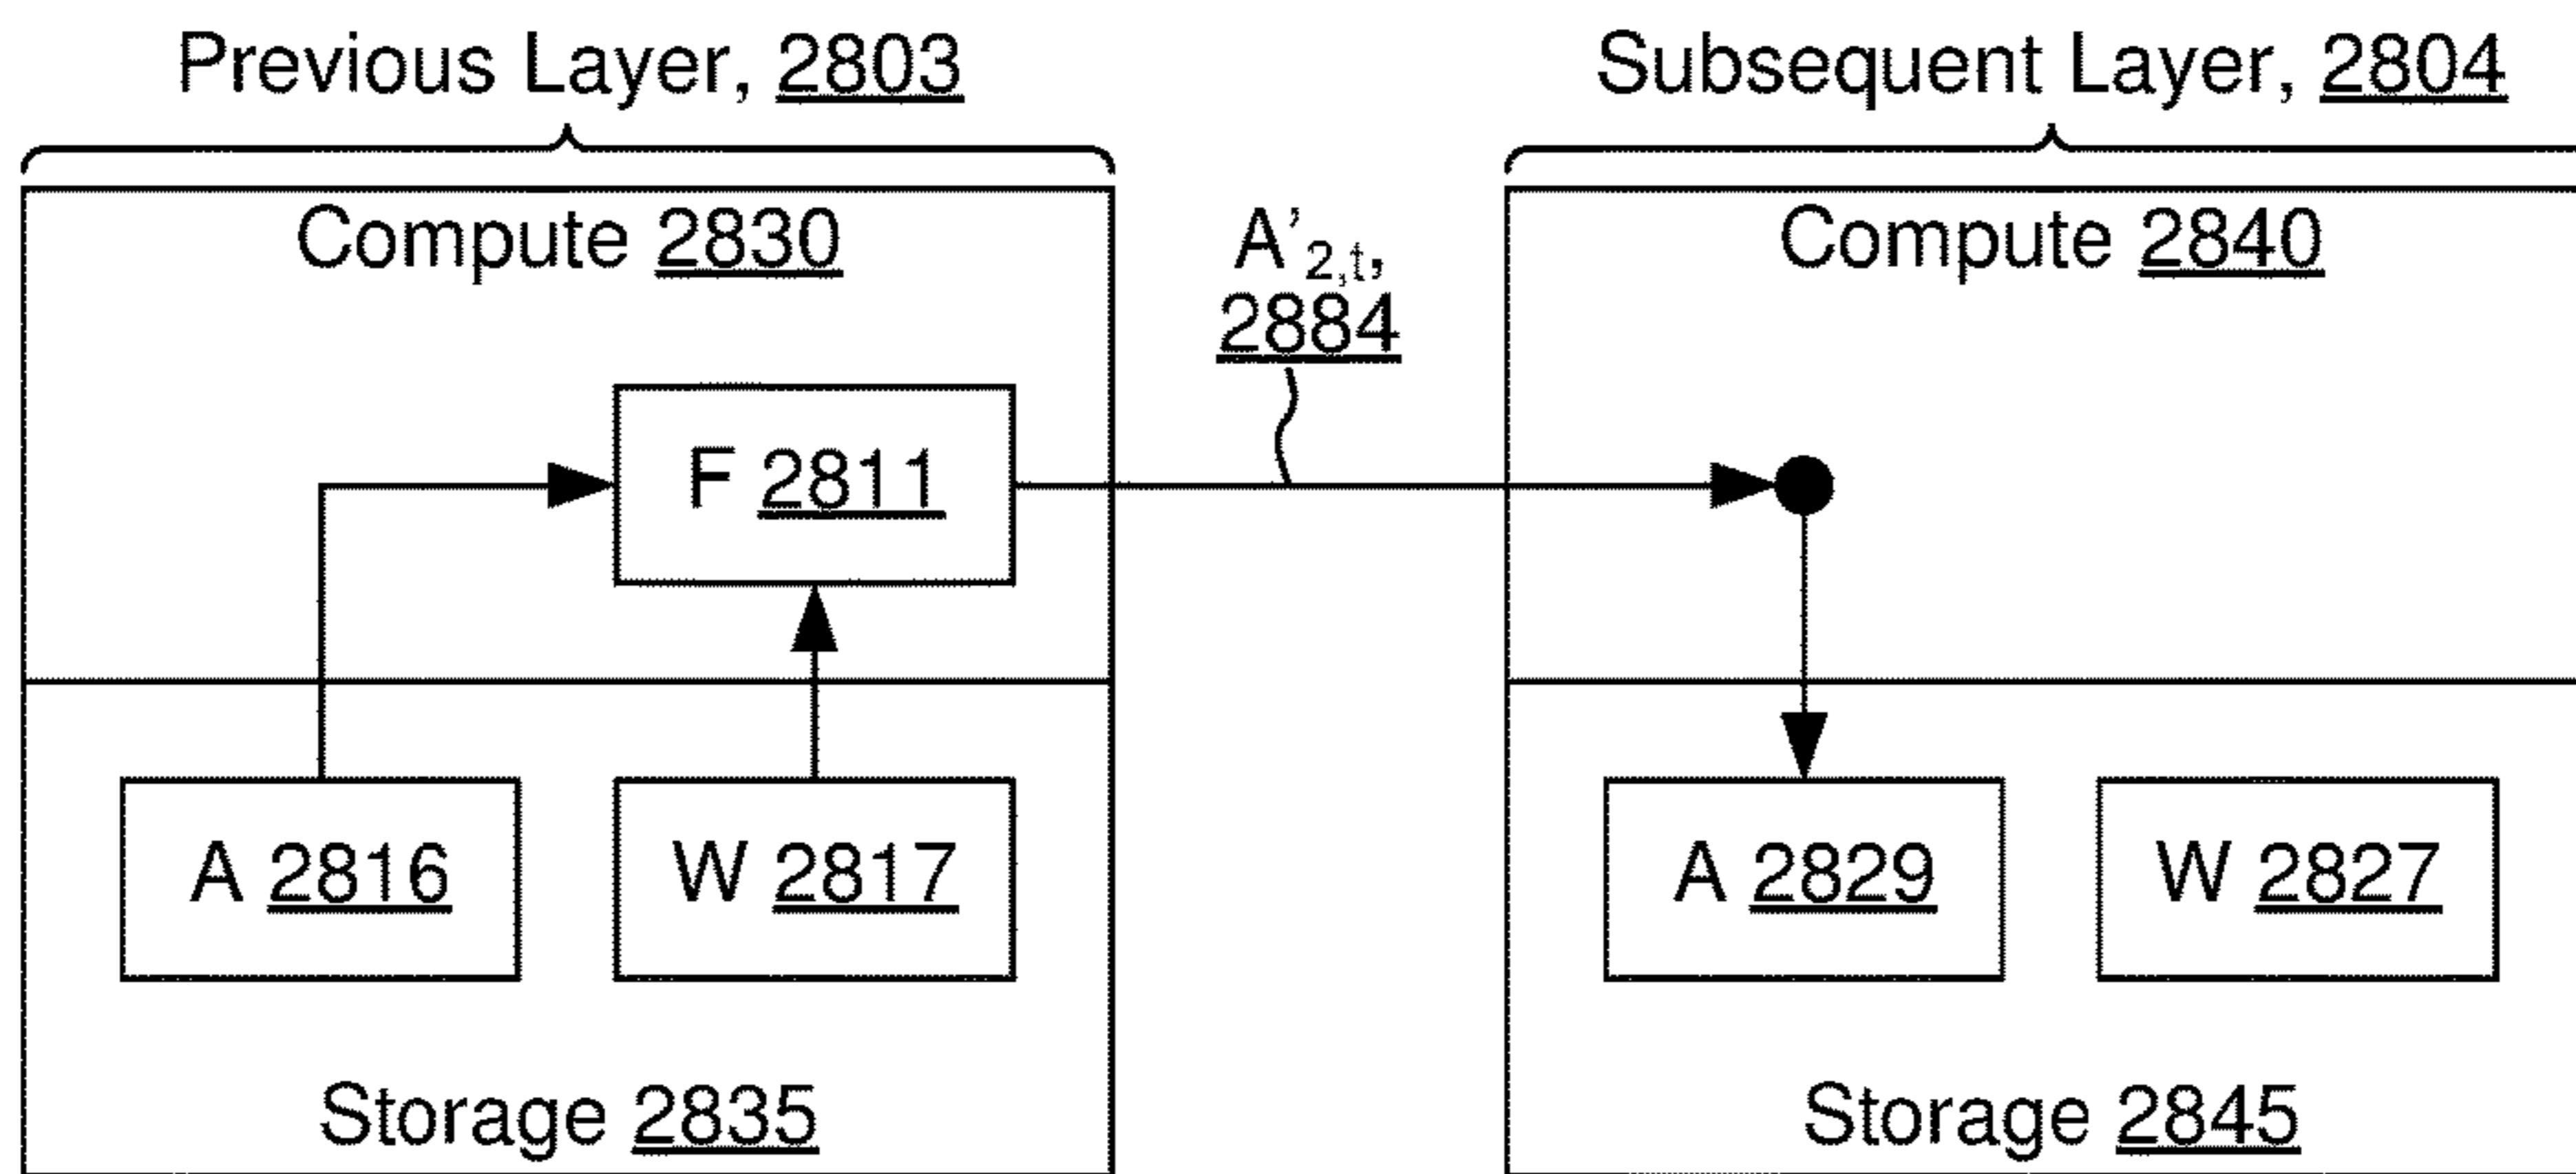 Previous Layer, 2803
Subsequent Layer, 2804
Compute 2830
A’2,t,
2884
Compute 2840
F 2811
A 2816
W 2817
A 2829
W 2827
Storage 2835
Storage 2845